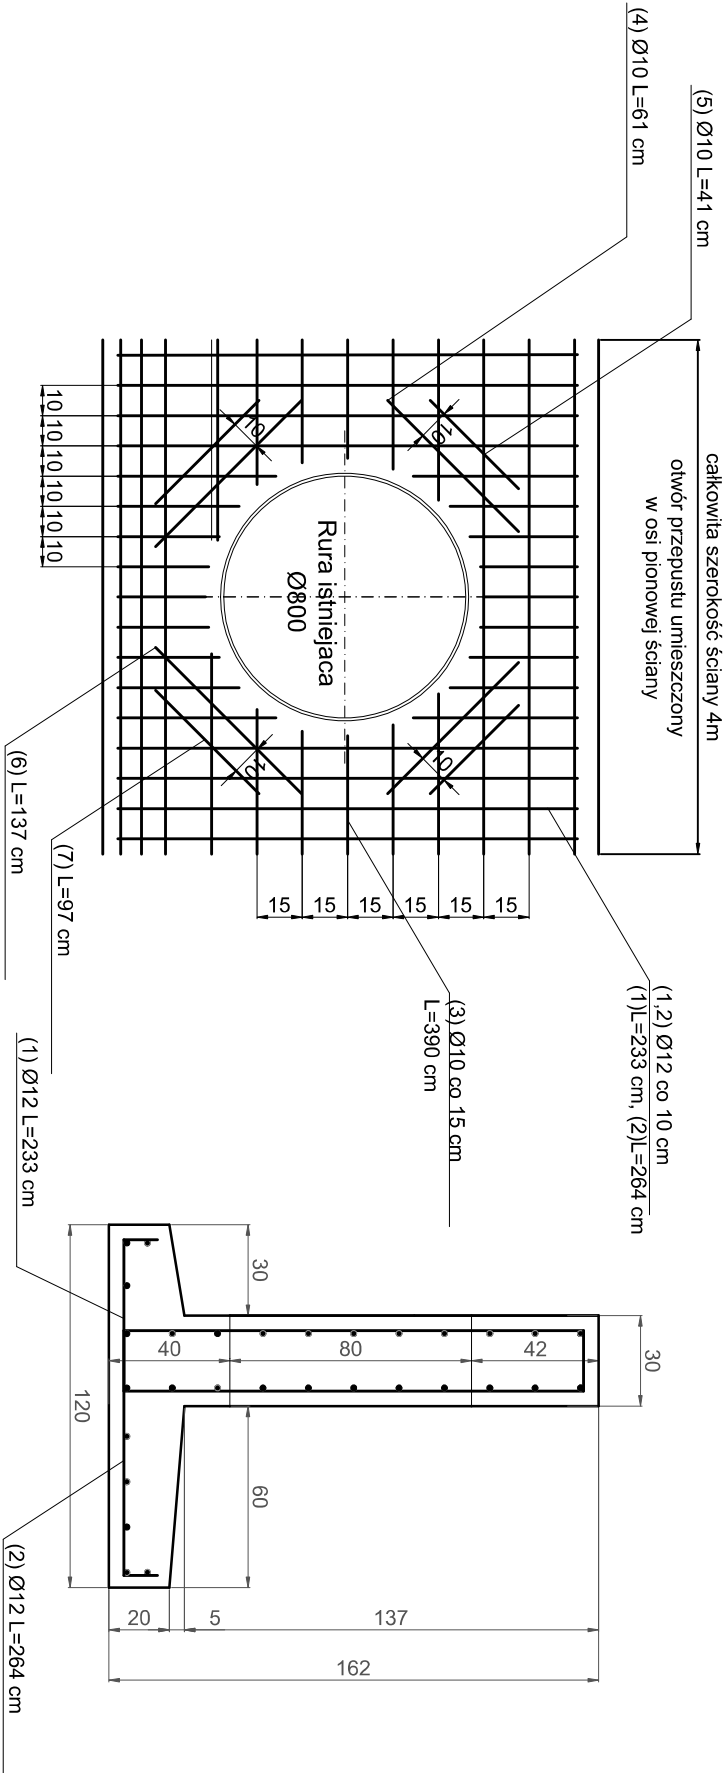 całkowita szerokość ściany 4m
otwór przepustu umieszczony
w osi pionowej ściany
(5) Ø10 L=41 cm
(4) Ø10 L=61 cm
10
10
10
10
Rura istniejaca
Ø800
10 10 10 10 10 10
15
15
15
15
15
15
(1,2) Ø12 co 10 cm
(1)L=233 cm, (2)L=264 cm
(3) Ø10 co 15 cm
L=390 cm
(7) L=97 cm
(6) L=137 cm
(1) Ø12 L=233 cm
(2) Ø12 L=264 cm
30
30
40
80
42
120
60
20
5
137
162